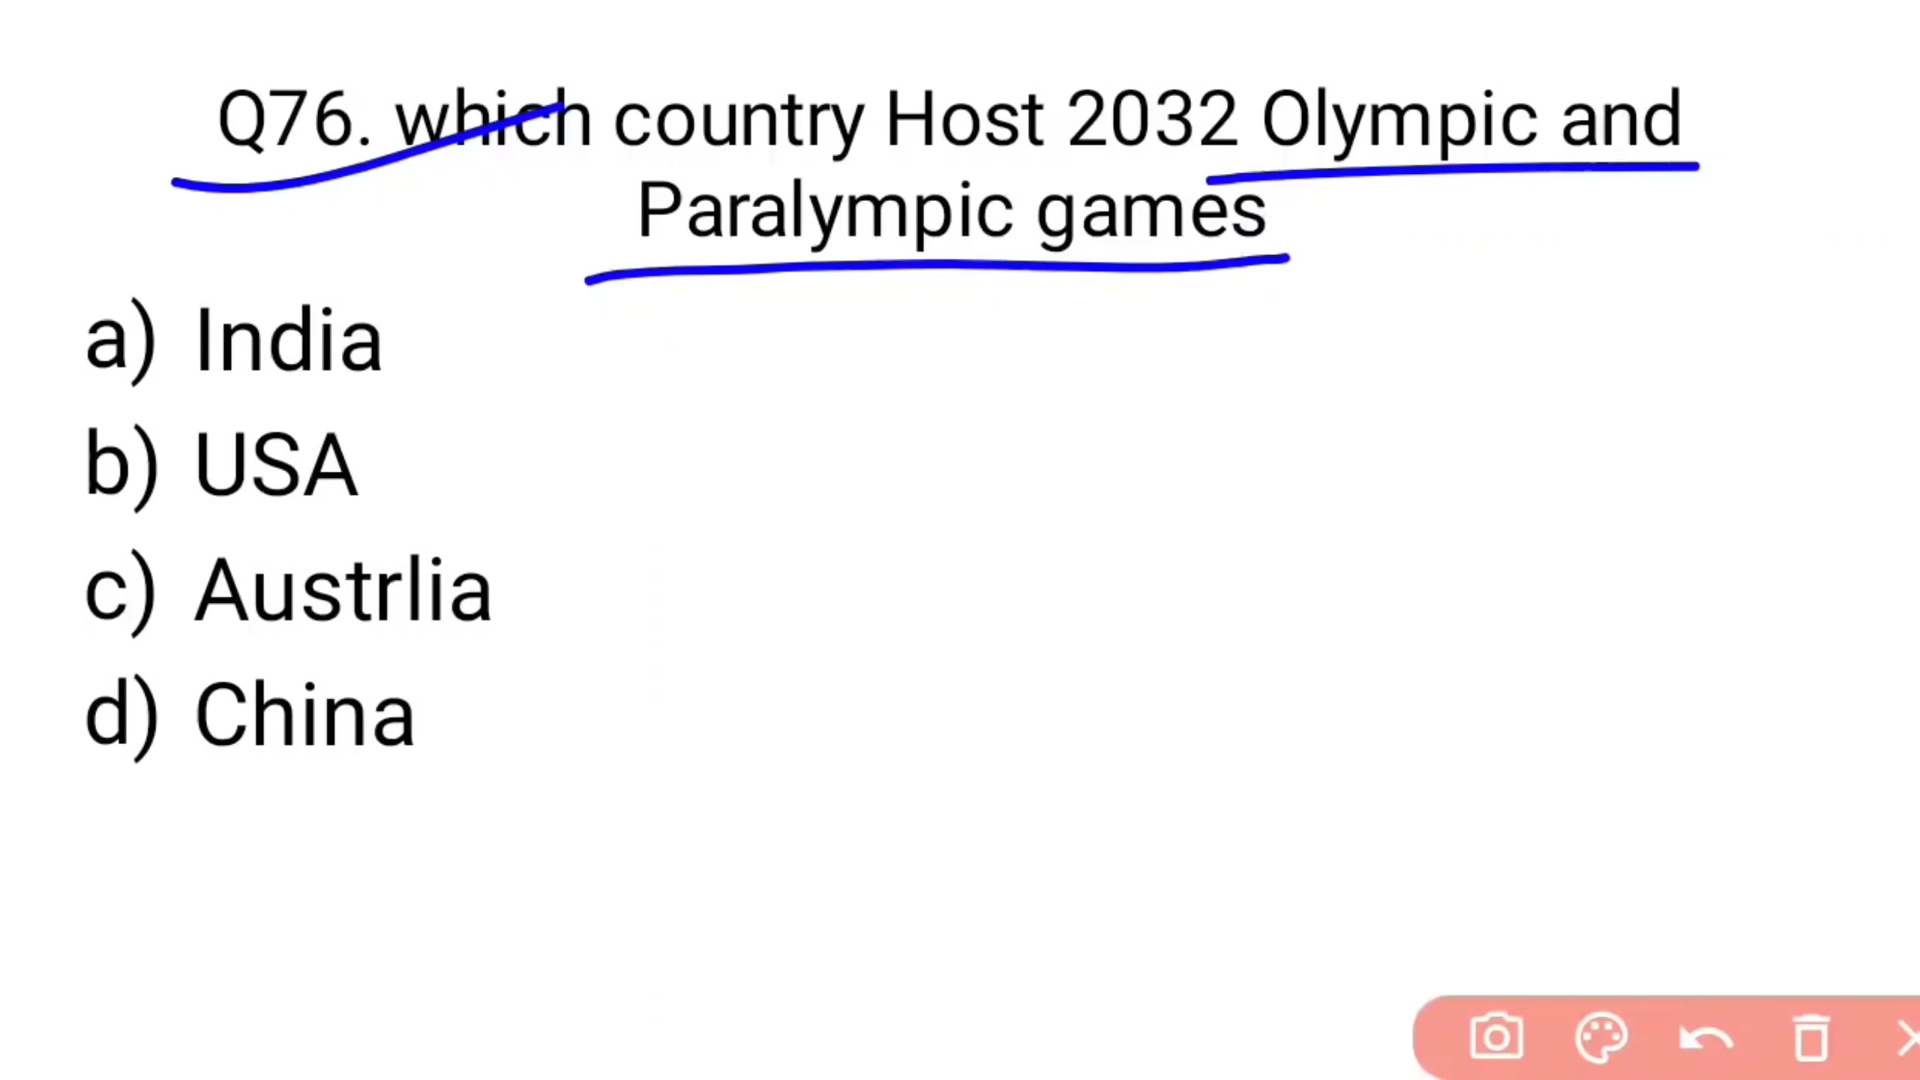 Q76. which country Host 2032 Olympic and
Paralympic games
a) India
b) USA
c) Austrlia
d) China